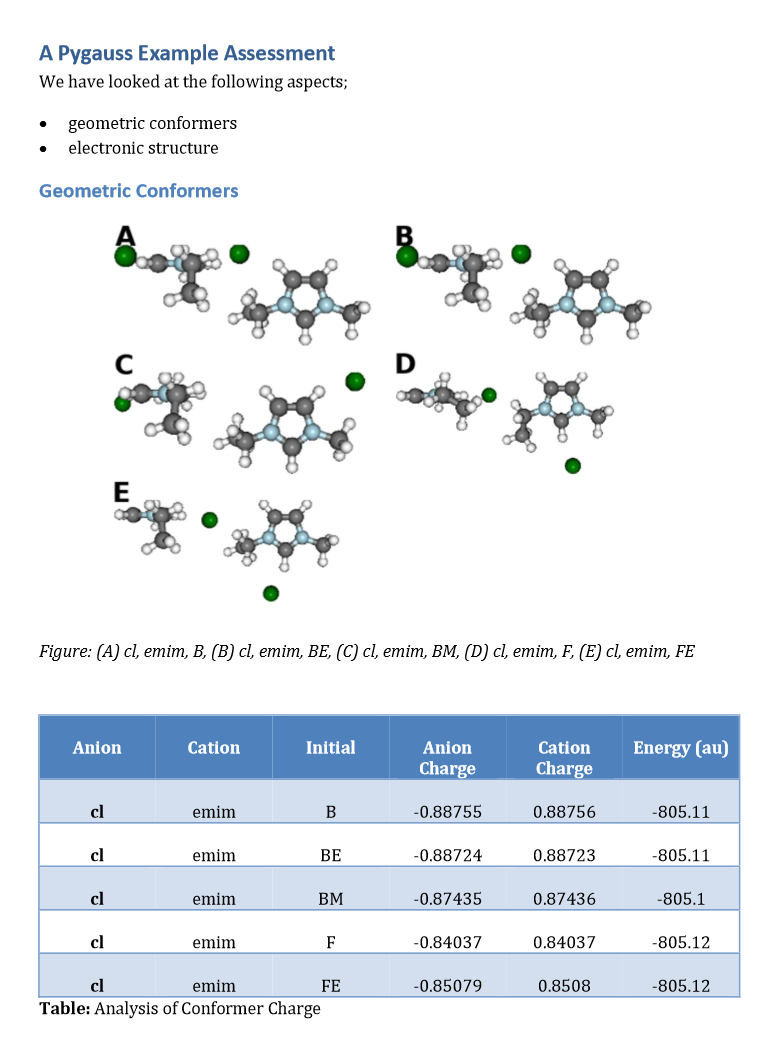 A Pygauss Example Assessment
We have looked at the following aspects;
• geometric conformers
• electronic structure
Geometric Conformers
A B
C D
E
Figure: (A) cl, emim, B, (B) cl, emim, BE, (C) cl, emim, BM, (D) cl, emim, F, (E) cl, emim, FE
Anion Cation Initial Anion Charge Cation Charge Energy (au)
cl emim B -0.88755 0.88756 -805.11
cl emim BE -0.88724 0.88723 -805.11
cl emim BM -0.87435 0.87436 -805.1
cl emim F -0.84037 0.84037 -805.12
cl emim FE -0.85079 0.8508 -805.12
Table: Analysis of Conformer Charge